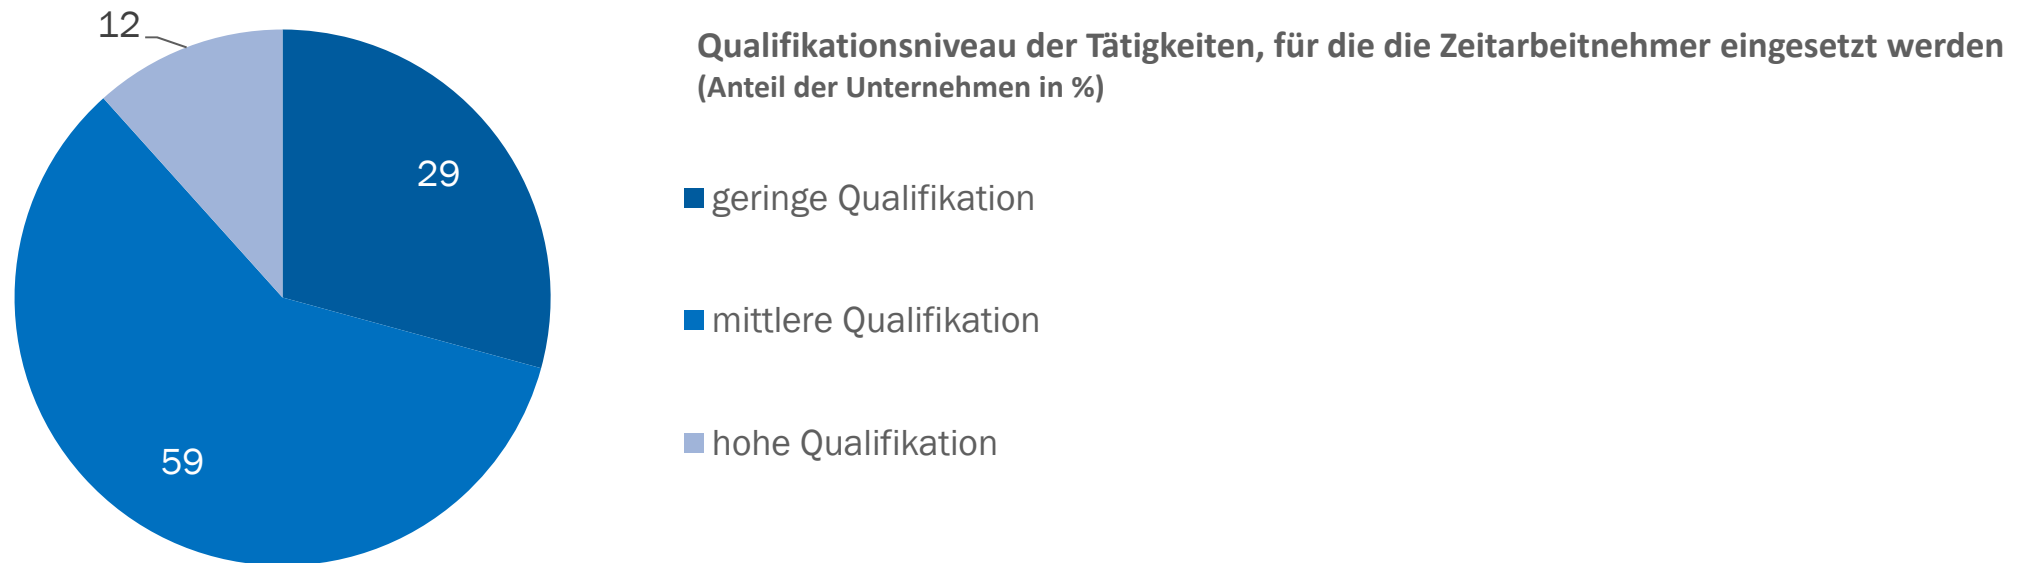 12
Qualifikationsniveau der Tätigkeiten, für die die Zeitarbeitnehmer eingesetzt werden
(Anteil der Unternehmen in %)
29
geringe Qualifikation
mittlere Qualifikation
hohe Qualifikation
59